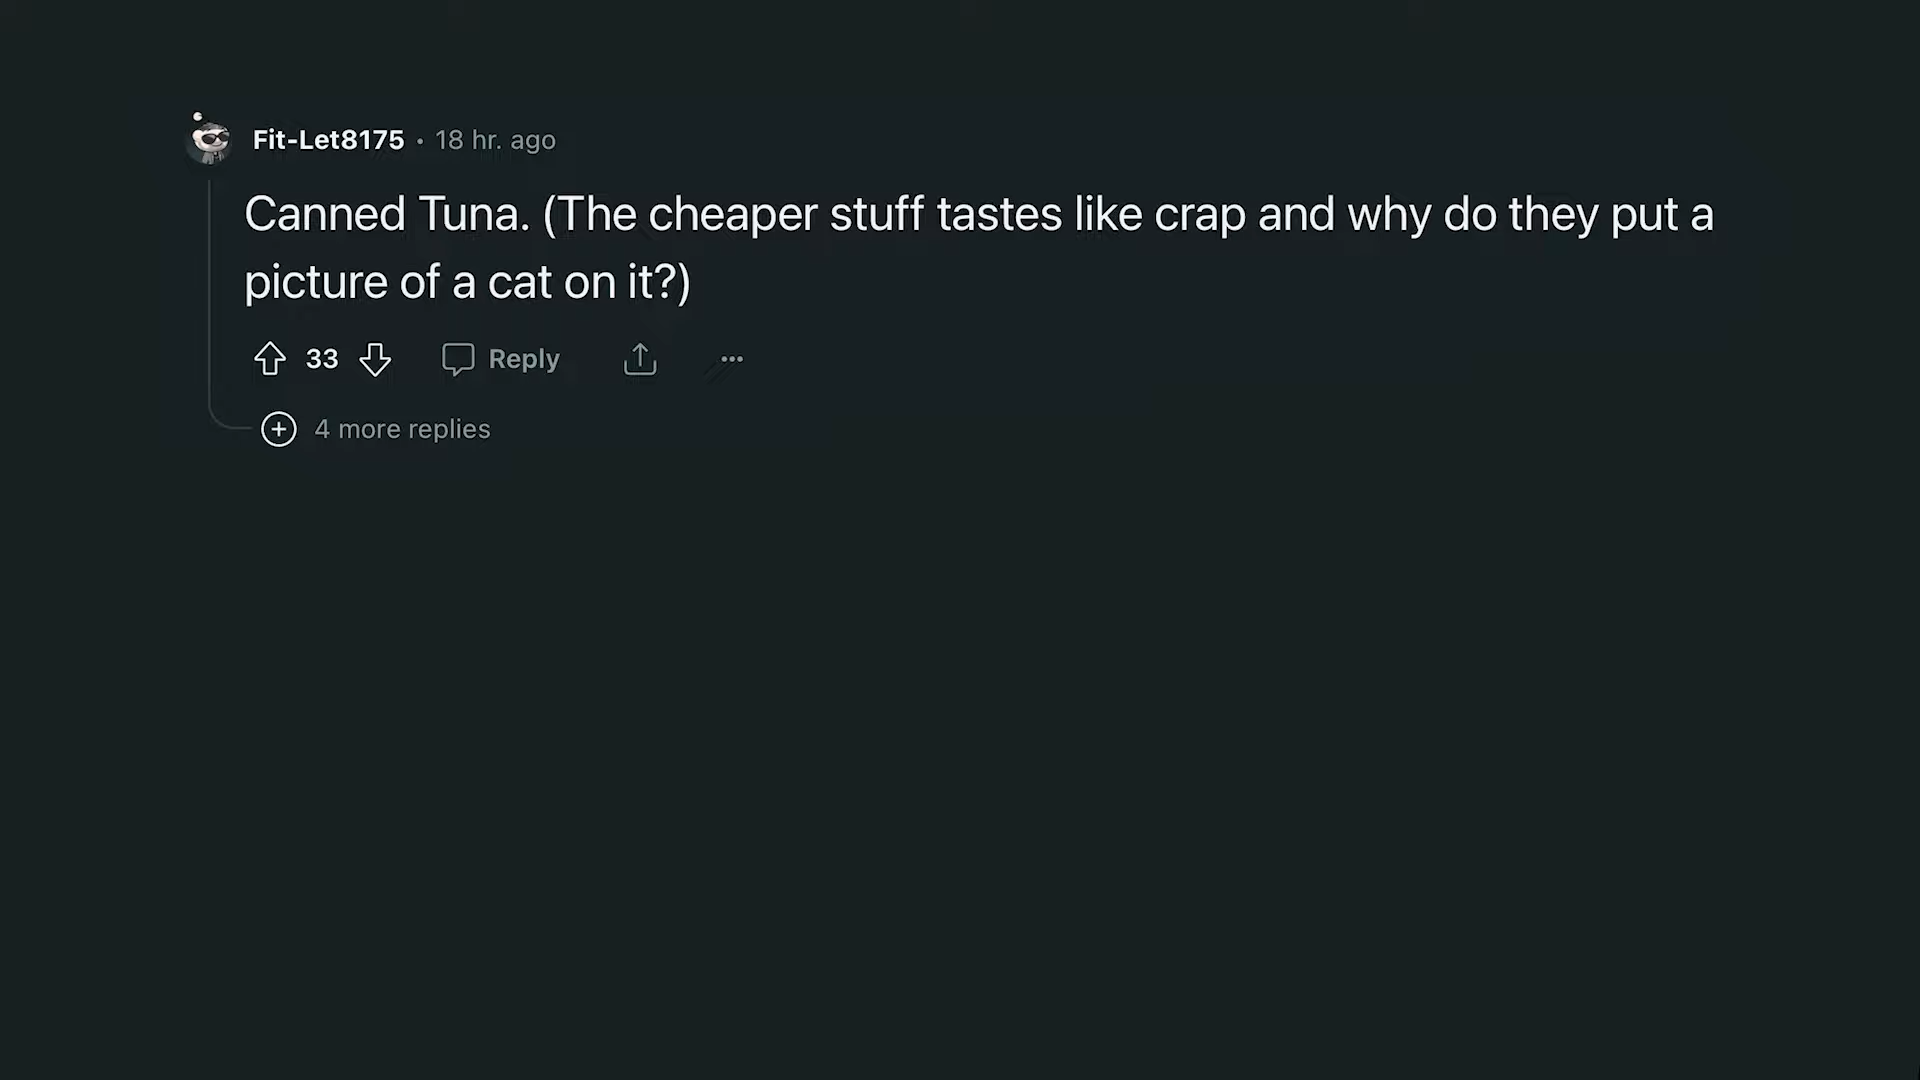 Fit-Let8175 • 18 hr. ago
Canned Tuna. (The cheaper stuff tastes like crap and why do they put a
picture of a cat on it?)
33 Reply
4 more replies